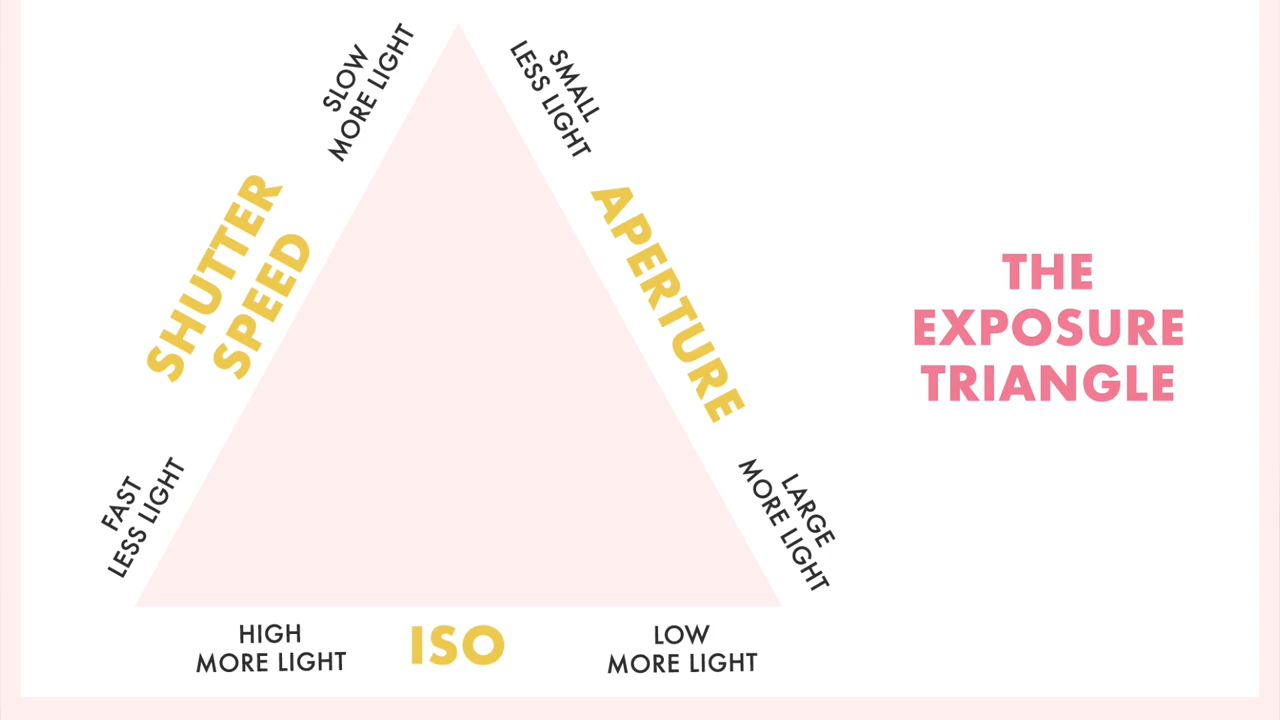 SLOW
MORE LIGHT
SHUTTER
SPEED
FAST
LESS LIGHT
SMALL
LESS LIGHT
APERTURE
LARGE
MORE LIGHT
HIGH
MORE LIGHT
ISO
LOW
MORE LIGHT
THE
EXPOSURE
TRIANGLE